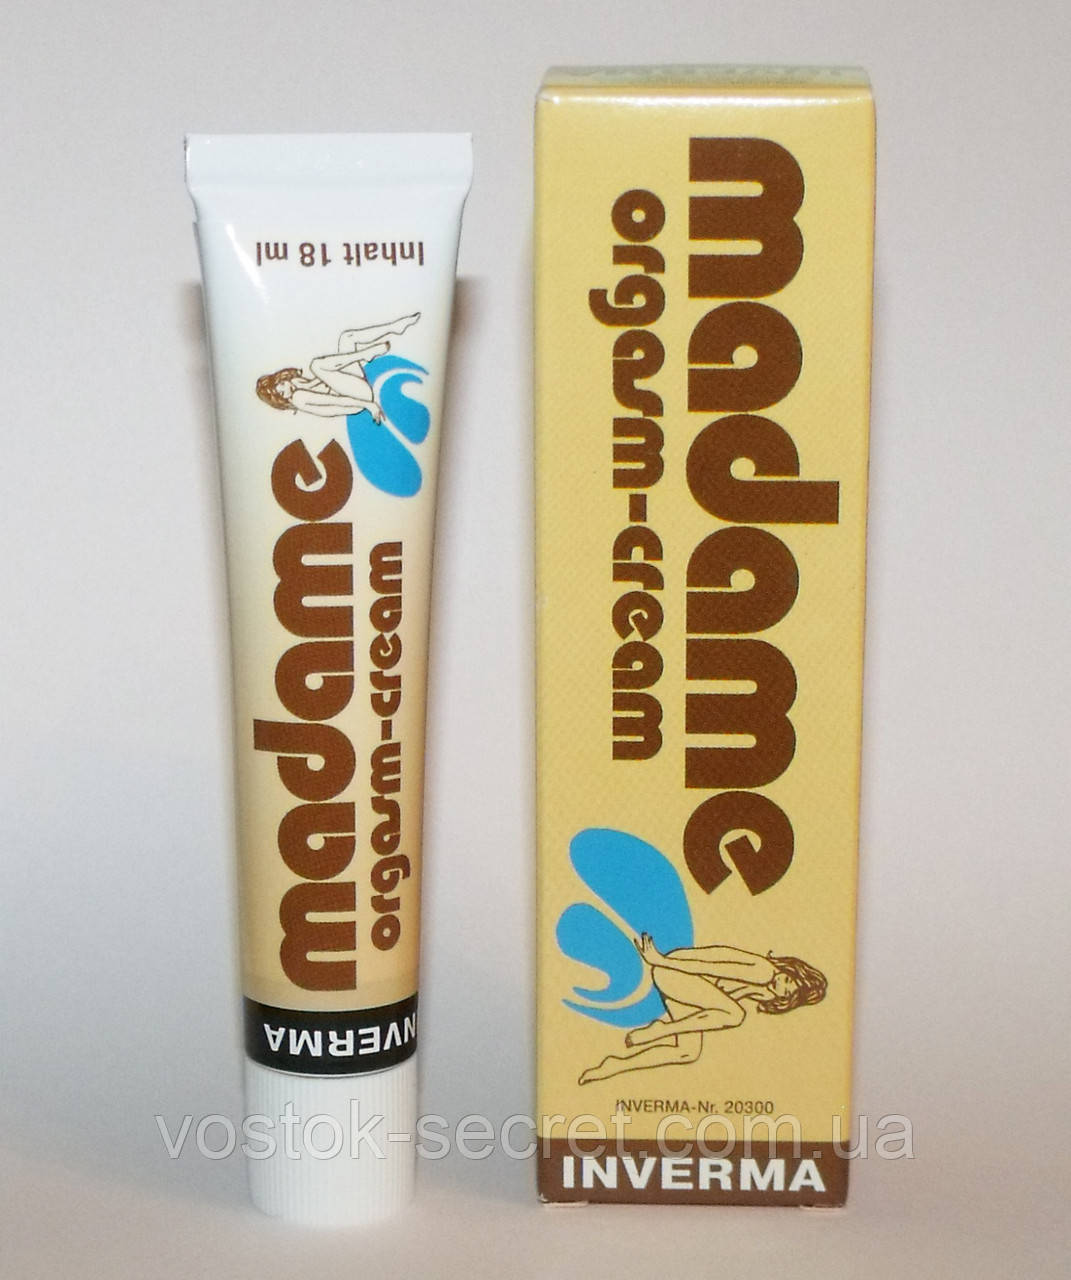 Inhalt 18 ml
madame
orgasm-cream
INVERMA
madame
orgasm-cream
INVERMA-Nr. 20300
INVERMA
vostok-secret.com.ua